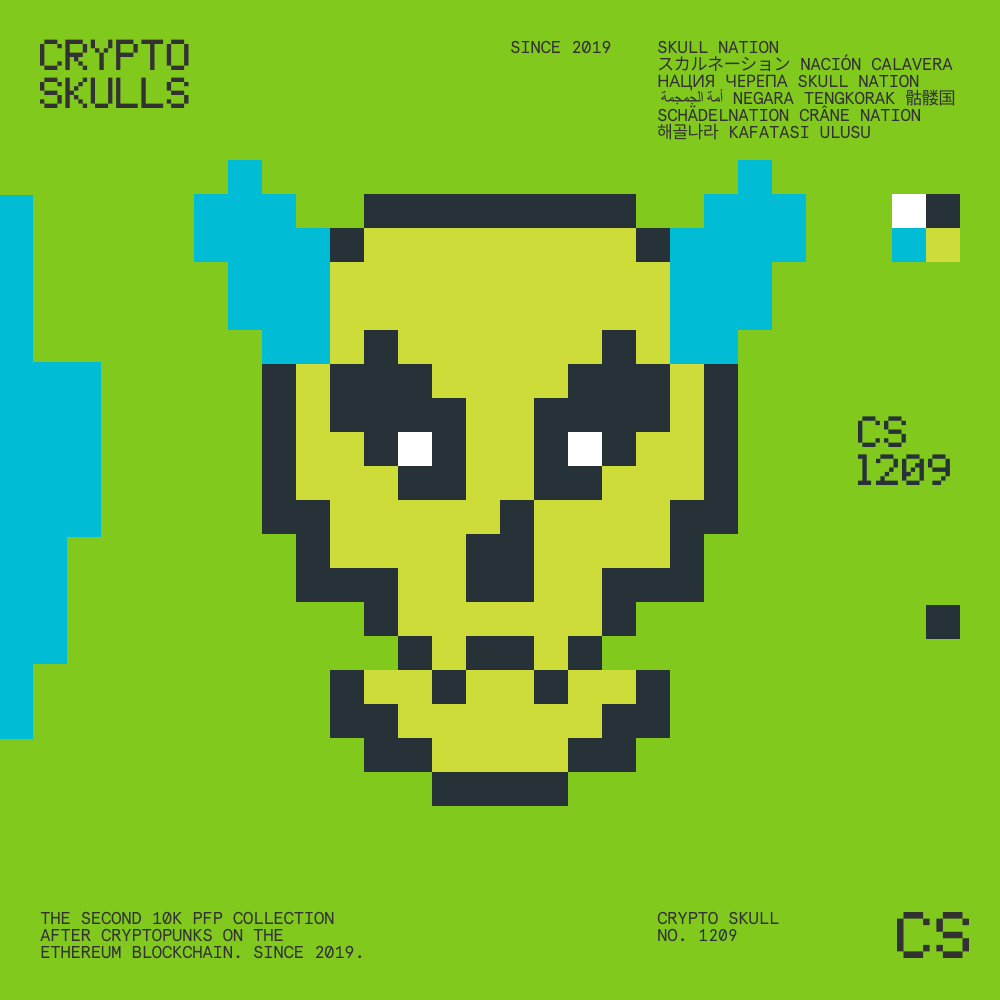 CRYPTO
SKULLS
SINCE 2019
SKULL NATION
スカルネーション NACIÓN CALAVERA
НАЦИЯ ЧЕРЕПА SKULL NATION
أمة الجمجمة NEGARA TENGKORAK 骷髅国
SCHÄDELNATION CRÂNE NATION
해골나라 KAFATASI ULUSU
CS
1209
THE SECOND 10K PFP COLLECTION
AFTER CRYPTOPUNKS ON THE
ETHEREUM BLOCKCHAIN. SINCE 2019.
CRYPTO SKULL
NO. 1209
CS